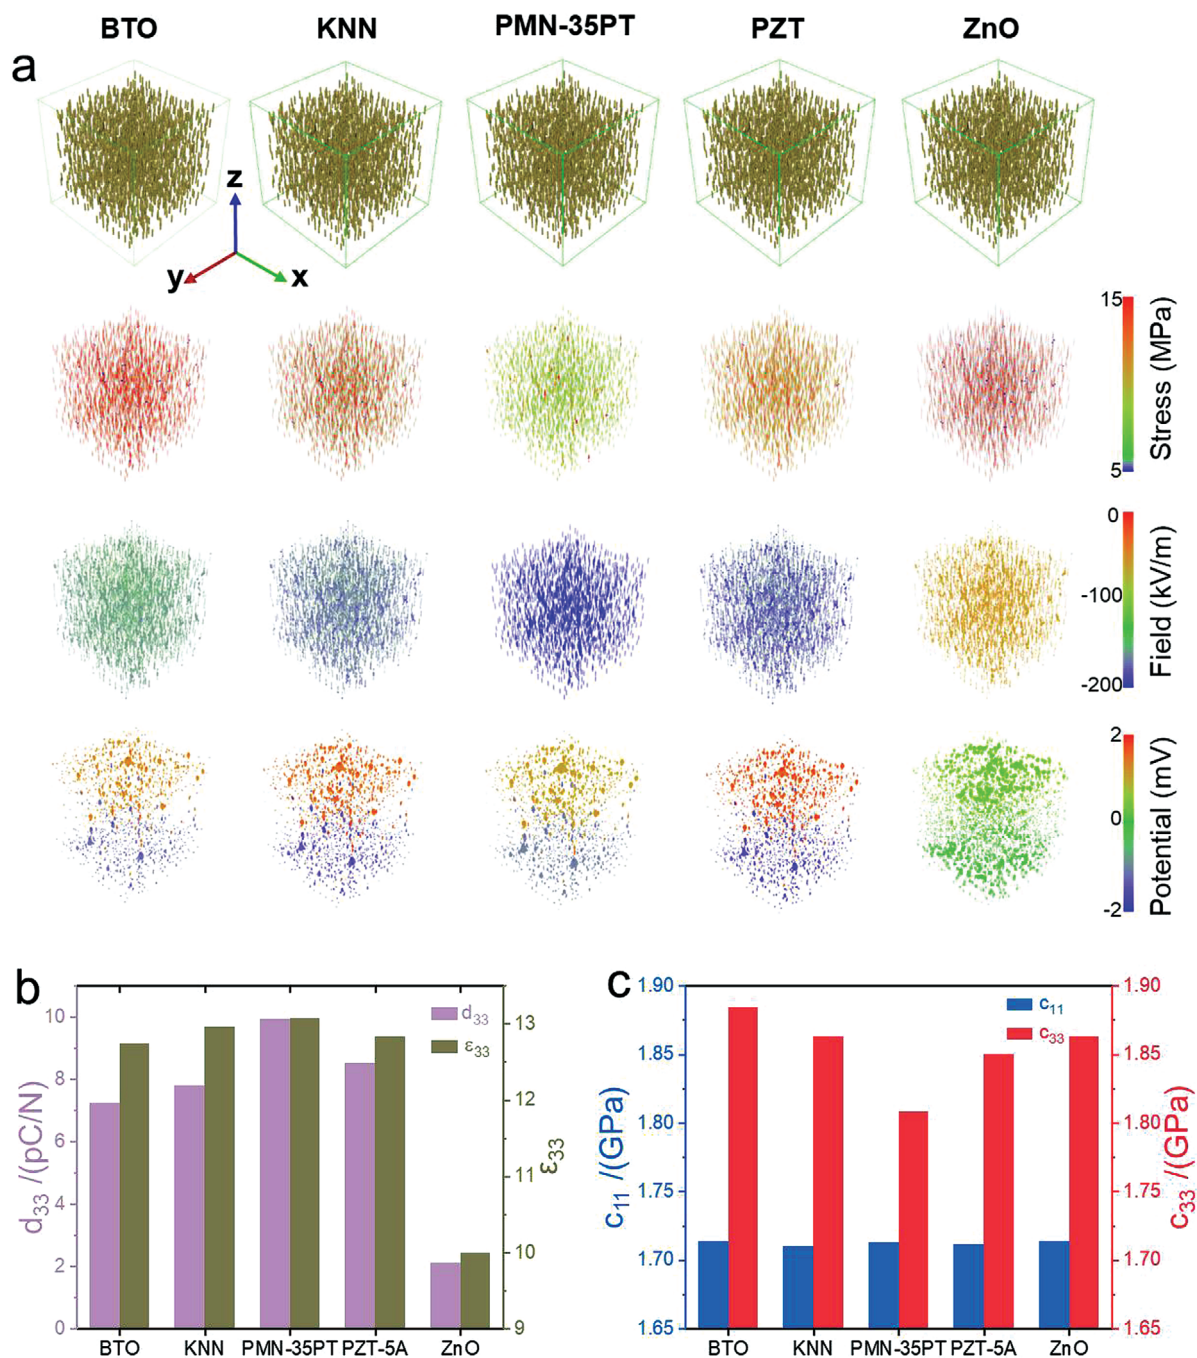 BTO KNN PMN-35PT PZT ZnO
a
z
y x
15
5
Stress (MPa)
0
-100
-200
Field (kV/m)
2
0
-2
Potential (mV)
b
d33 /(pC/N)
10
8
6
4
2
0
d33
ε33
13
12
11
10
9
ε33
BTO KNN PMN-35PT PZT-5A ZnO
c
c11 /(GPa)
1.90
1.85
1.80
1.75
1.70
1.65
c11
c33
1.90
1.85
1.80
1.75
1.70
1.65
c33 /(GPa)
BTO KNN PMN-35PT PZT-5A ZnO